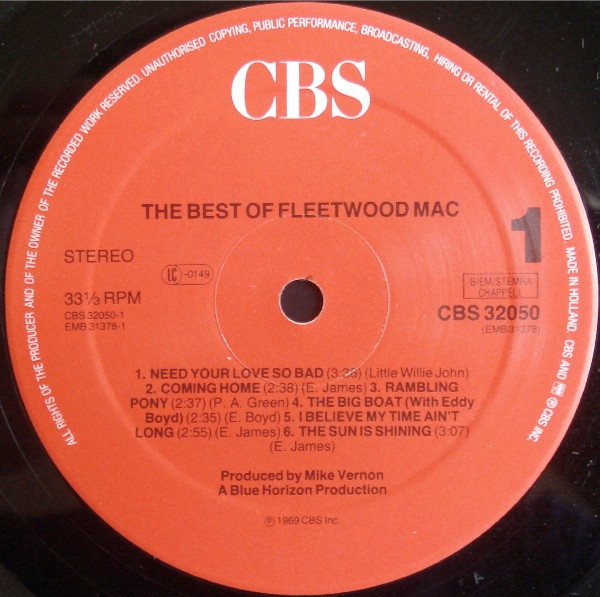 ALL RIGHTS OF THE PRODUCER AND OF THE OWNER OF THE RECORDED WORK RESERVED. UNAUTHORISED COPYING, PUBLIC PERFORMANCE, BROADCASTING, HIRING OR RENTAL OF THIS RECORDING PROHIBITED. MADE IN HOLLAND. CBS AND ℗ CBS INC.
CBS
THE BEST OF FLEETWOOD MAC
1
STEREO
LC -0149
BIEM/STEMRA
CHAPPELL
33⅓ RPM
CBS 32050
CBS 32050-1
(EMB 31378)
EMB 31378-1
1. NEED YOUR LOVE SO BAD (3:36) (Little Willie John)
2. COMING HOME (2:38) (E. James) 3. RAMBLING
PONY (2:37) (P. A. Green) 4. THE BIG BOAT (With Eddy
Boyd) (2:35) (E. Boyd) 5. I BELIEVE MY TIME AIN'T
LONG (2:55) (E. James) 6. THE SUN IS SHINING (3:07)
(E. James)
Produced by Mike Vernon
A Blue Horizon Production
℗ 1969 CBS Inc.